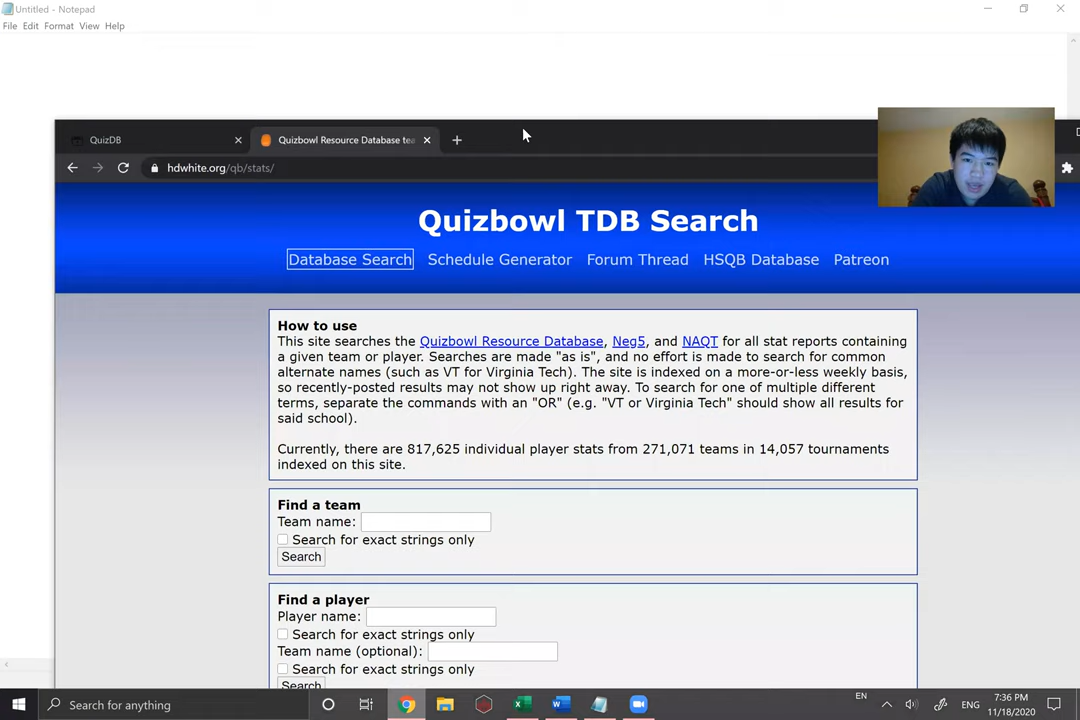 Untitled - Notepad
File Edit Format View Help
QuizDB
Quizbowl Resource Database tea
hdwhite.org/qb/stats/
Quizbowl TDB Search
Database Search Schedule Generator Forum Thread HSQB Database Patreon
How to use
This site searches the Quizbowl Resource Database, Neg5, and NAQT for all stat reports containing
a given team or player. Searches are made "as is", and no effort is made to search for common
alternate names (such as VT for Virginia Tech). The site is indexed on a more-or-less weekly basis,
so recently-posted results may not show up right away. To search for one of multiple different
terms, separate the commands with an "OR" (e.g. "VT or Virginia Tech" should show all results for
said school).
Currently, there are 817,625 individual player stats from 271,071 teams in 14,057 tournaments
indexed on this site.
Find a team
Team name:
Search for exact strings only
Search
Find a player
Player name:
Search for exact strings only
Team name (optional):
Search for exact strings only
Search
Search for anything
EN
ENG
7:36 PM
11/18/2020